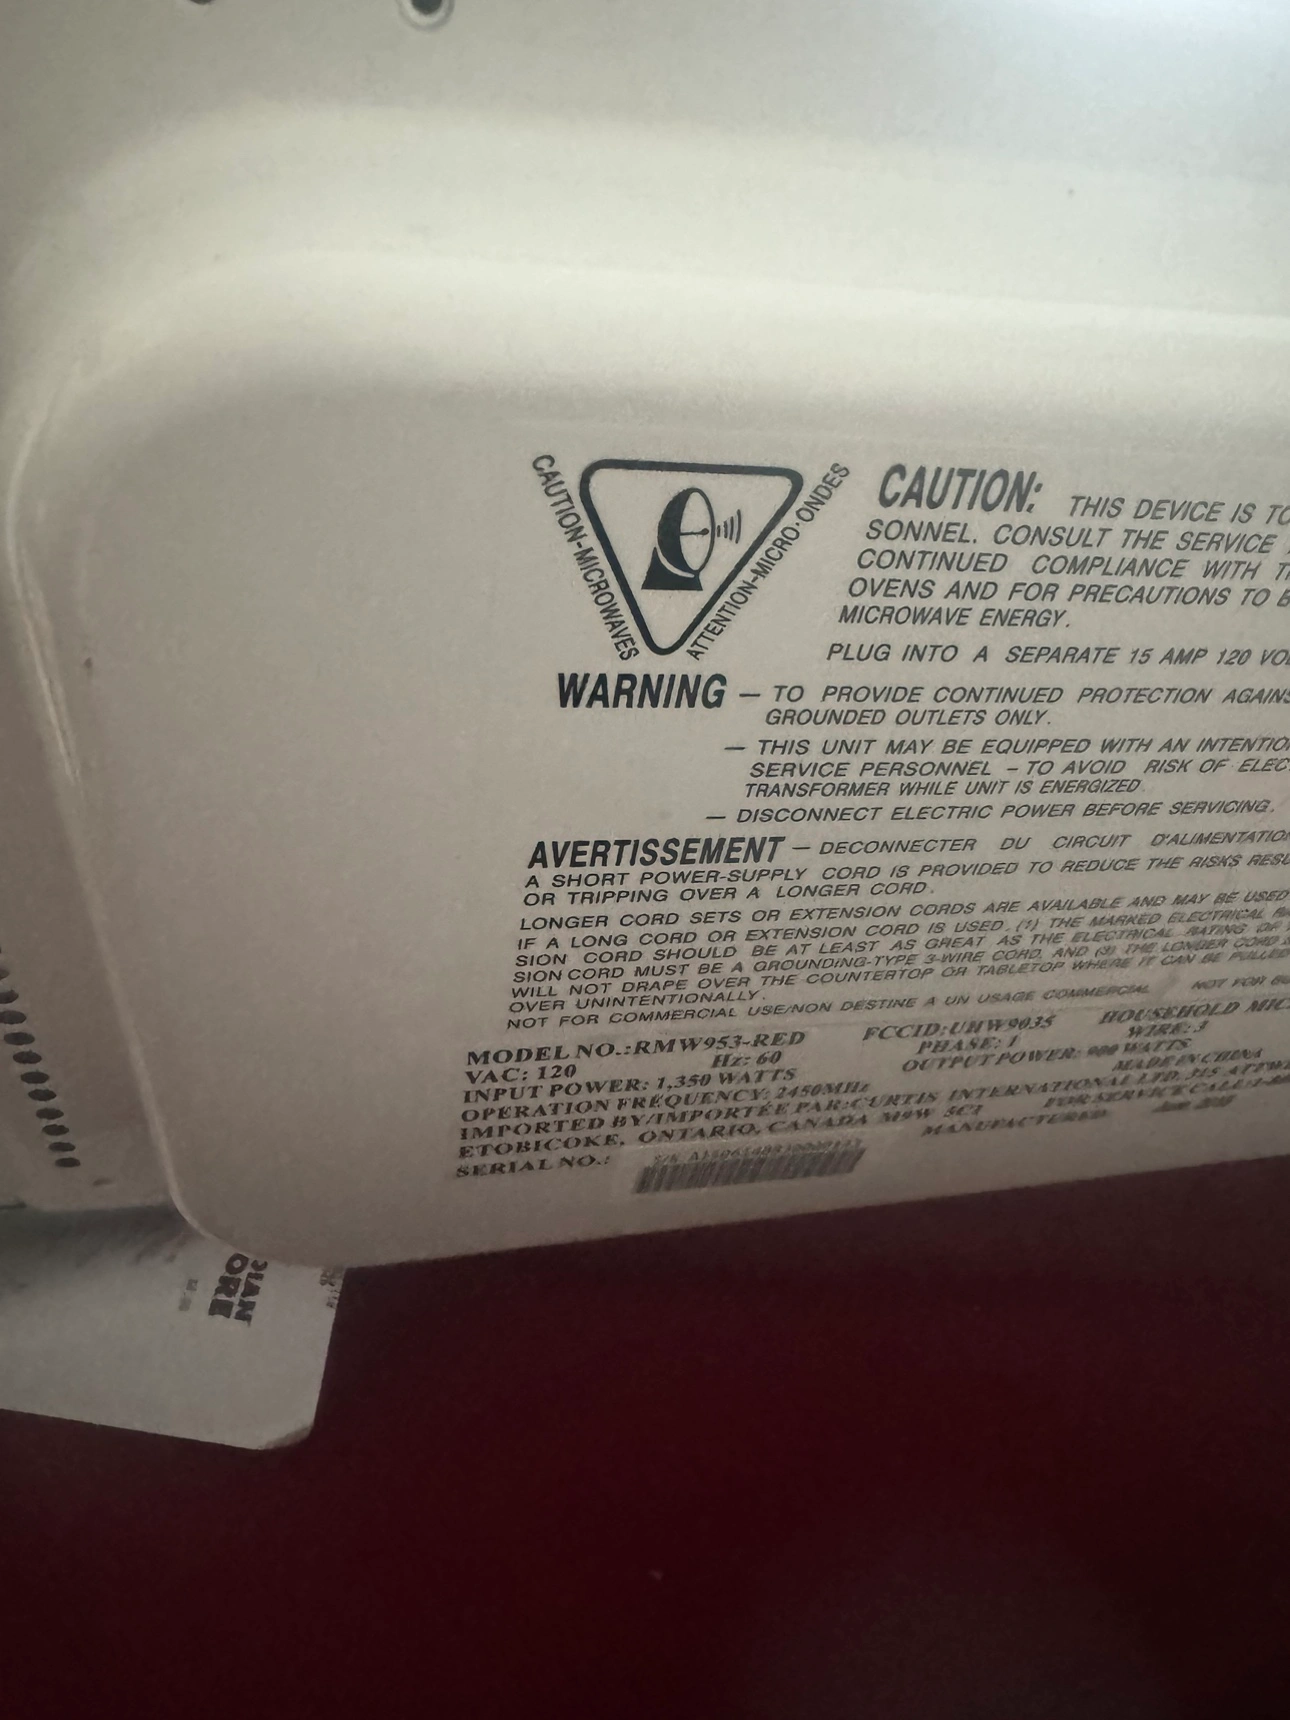 CAUTION-MICROWAVES
ATTENTION-MICRO-ONDES
CAUTION: THIS DEVICE IS TO
SONNEL. CONSULT THE SERVICE
CONTINUED COMPLIANCE WITH
OVENS AND FOR PRECAUTIONS TO
MICROWAVE ENERGY.
PLUG INTO A SEPARATE 15 AMP 120
WARNING — TO PROVIDE CONTINUED PROTECTION AGAINS
GROUNDED OUTLETS ONLY.
— THIS UNIT MAY BE EQUIPPED WITH AN INTENTIO
SERVICE PERSONNEL – TO AVOID RISK OF ELEC
TRANSFORMER WHILE UNIT IS ENERGIZED.
— DISCONNECT ELECTRIC POWER BEFORE SERVICING.
AVERTISSEMENT — DECONNECTER DU CIRCUIT D'ALIMENTATION
A SHORT POWER-SUPPLY CORD IS PROVIDED TO REDUCE THE RISKS RESU
OR TRIPPING OVER A LONGER CORD.
LONGER CORD SETS OR EXTENSION CORDS ARE AVAILABLE AND MAY BE USED
IF A LONG CORD OR EXTENSION CORD IS USED, (1) THE MARKED ELECTRICAL
SION CORD SHOULD BE AT LEAST AS GREAT AS THE ELECTRICAL RATING OF
SION CORD MUST BE A GROUNDING-TYPE 3-WIRE CORD, AND (3) THE LONGER CORD
WILL NOT DRAPE OVER THE COUNTERTOP OR TABLETOP WHERE IT CAN BE PULLED
OVER UNINTENTIONALLY.
NOT FOR COMMERCIAL USE/NON DESTINE A UN USAGE COMMERCIAL NOT FOR
MODEL NO.:RMW953-RED FCCID:UHW9035 HOUSEHOLD
VAC: 120 Hz: 60 PHASE: 1 WIRE: 3
INPUT POWER: 1,350 WATTS OUTPUT POWER: 900 WATTS
OPERATION FREQUENCY: 2450MHz MADE IN CHINA
IMPORTED BY/IMPORTÉE PAR:CURTIS INTERNATIONAL LTD. 315
ETOBICOKE, ONTARIO, CANADA M9W 5C1 FOR SERVICE CALL:
SERIAL NO.: MANUFACTURED
DIAN
ORE